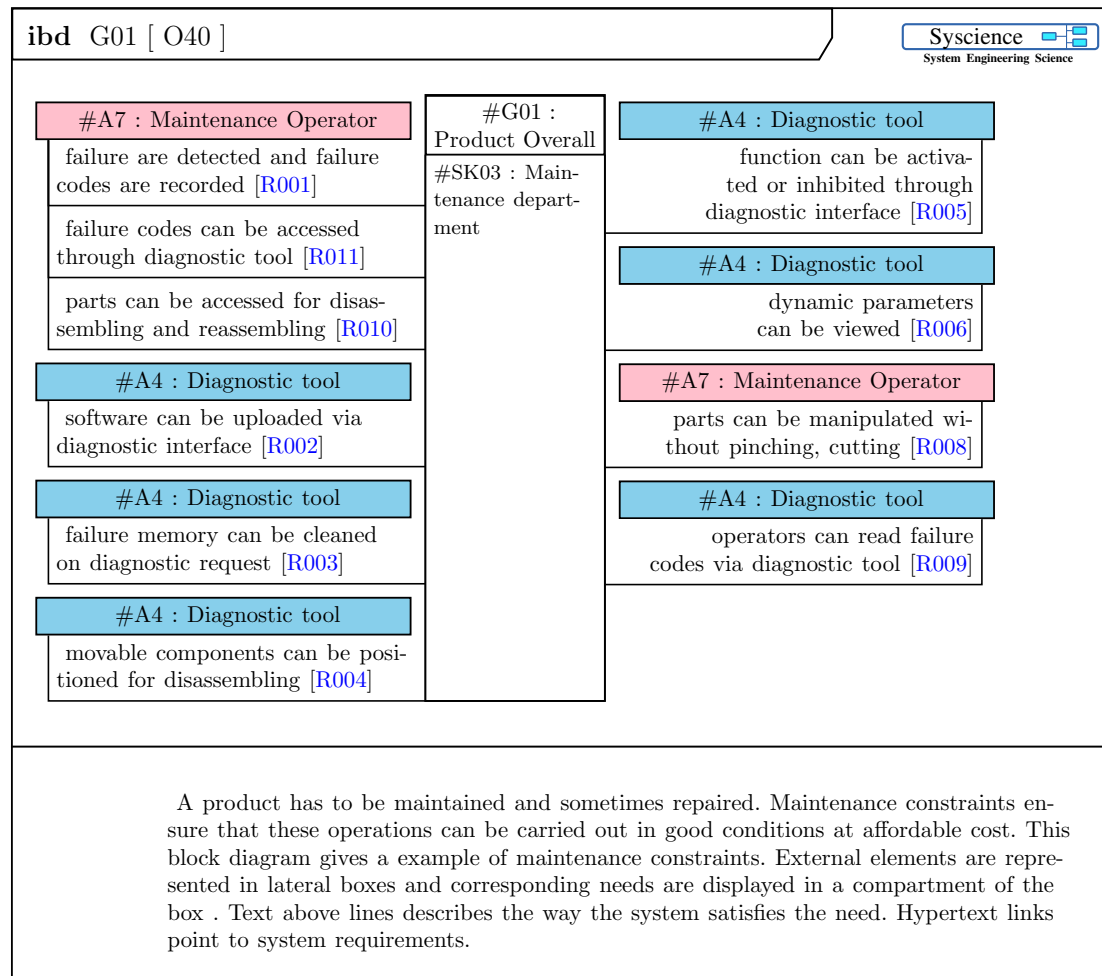 ibd G01 [ O40 ]
Syscience
System Engineering Science
#A7 : Maintenance Operator
failure are detected and failure
codes are recorded [R001]
failure codes can be accessed
through diagnostic tool [R011]
parts can be accessed for disas-
sembling and reassembling [R010]
#A4 : Diagnostic tool
software can be uploaded via
diagnostic interface [R002]
#A4 : Diagnostic tool
failure memory can be cleaned
on diagnostic request [R003]
#A4 : Diagnostic tool
movable components can be posi-
tioned for disassembling [R004]
#G01 :
Product Overall
#SK03 : Main-
tenance depart-
ment
#A4 : Diagnostic tool
function can be activa-
ted or inhibited through
diagnostic interface [R005]
#A4 : Diagnostic tool
dynamic parameters
can be viewed [R006]
#A7 : Maintenance Operator
parts can be manipulated wi-
thout pinching, cutting [R008]
#A4 : Diagnostic tool
operators can read failure
codes via diagnostic tool [R009]
A product has to be maintained and sometimes repaired. Maintenance constraints en-
sure that these operations can be carried out in good conditions at affordable cost. This
block diagram gives a example of maintenance constraints. External elements are repre-
sented in lateral boxes and corresponding needs are displayed in a compartment of the
box . Text above lines describes the way the system satisfies the need. Hypertext links
point to system requirements.